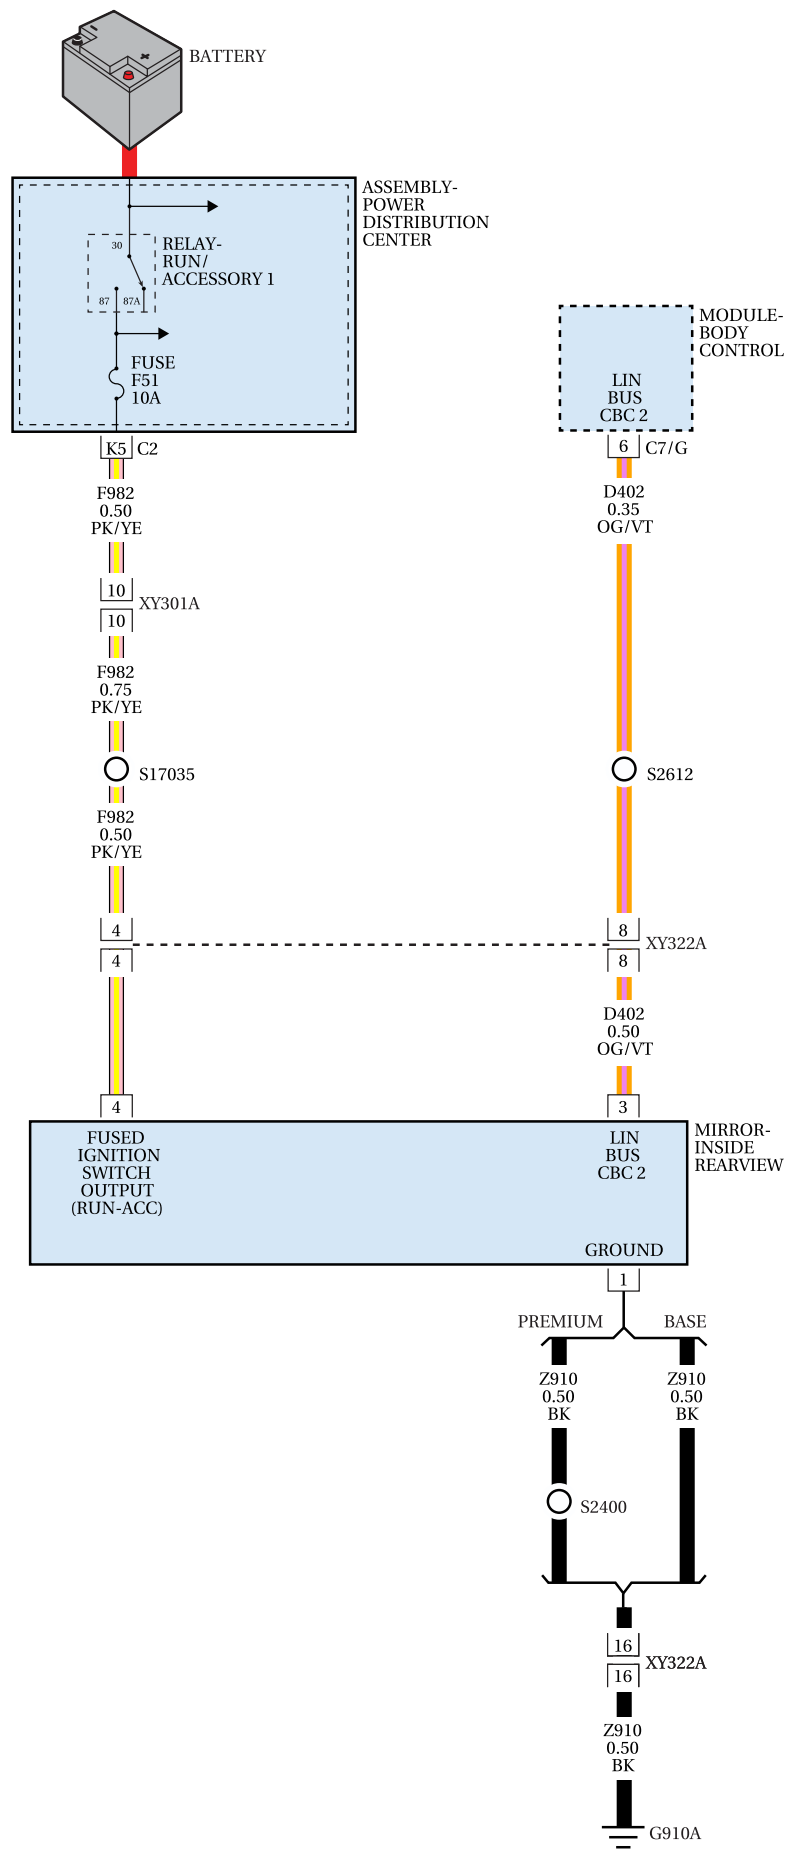 BATTERY
ASSEMBLY-
POWER
DISTRIBUTION
CENTER
30
RELAY-
RUN/
ACCESSORY 1
87
87A
FUSE
F51
10A
K5
C2
F982
0.50
PK/YE
10
XY301A
10
F982
0.75
PK/YE
S17035
F982
0.50
PK/YE
4
4
4
MODULE-
BODY
CONTROL
LIN
BUS
CBC 2
6
C7/G
D402
0.35
OG/VT
S2612
8
XY322A
8
D402
0.50
OG/VT
3
MIRROR-
INSIDE
REARVIEW
FUSED
IGNITION
SWITCH
OUTPUT
(RUN-ACC)
LIN
BUS
CBC 2
GROUND
1
PREMIUM
BASE
Z910
0.50
BK
Z910
0.50
BK
S2400
16
XY322A
16
Z910
0.50
BK
G910A